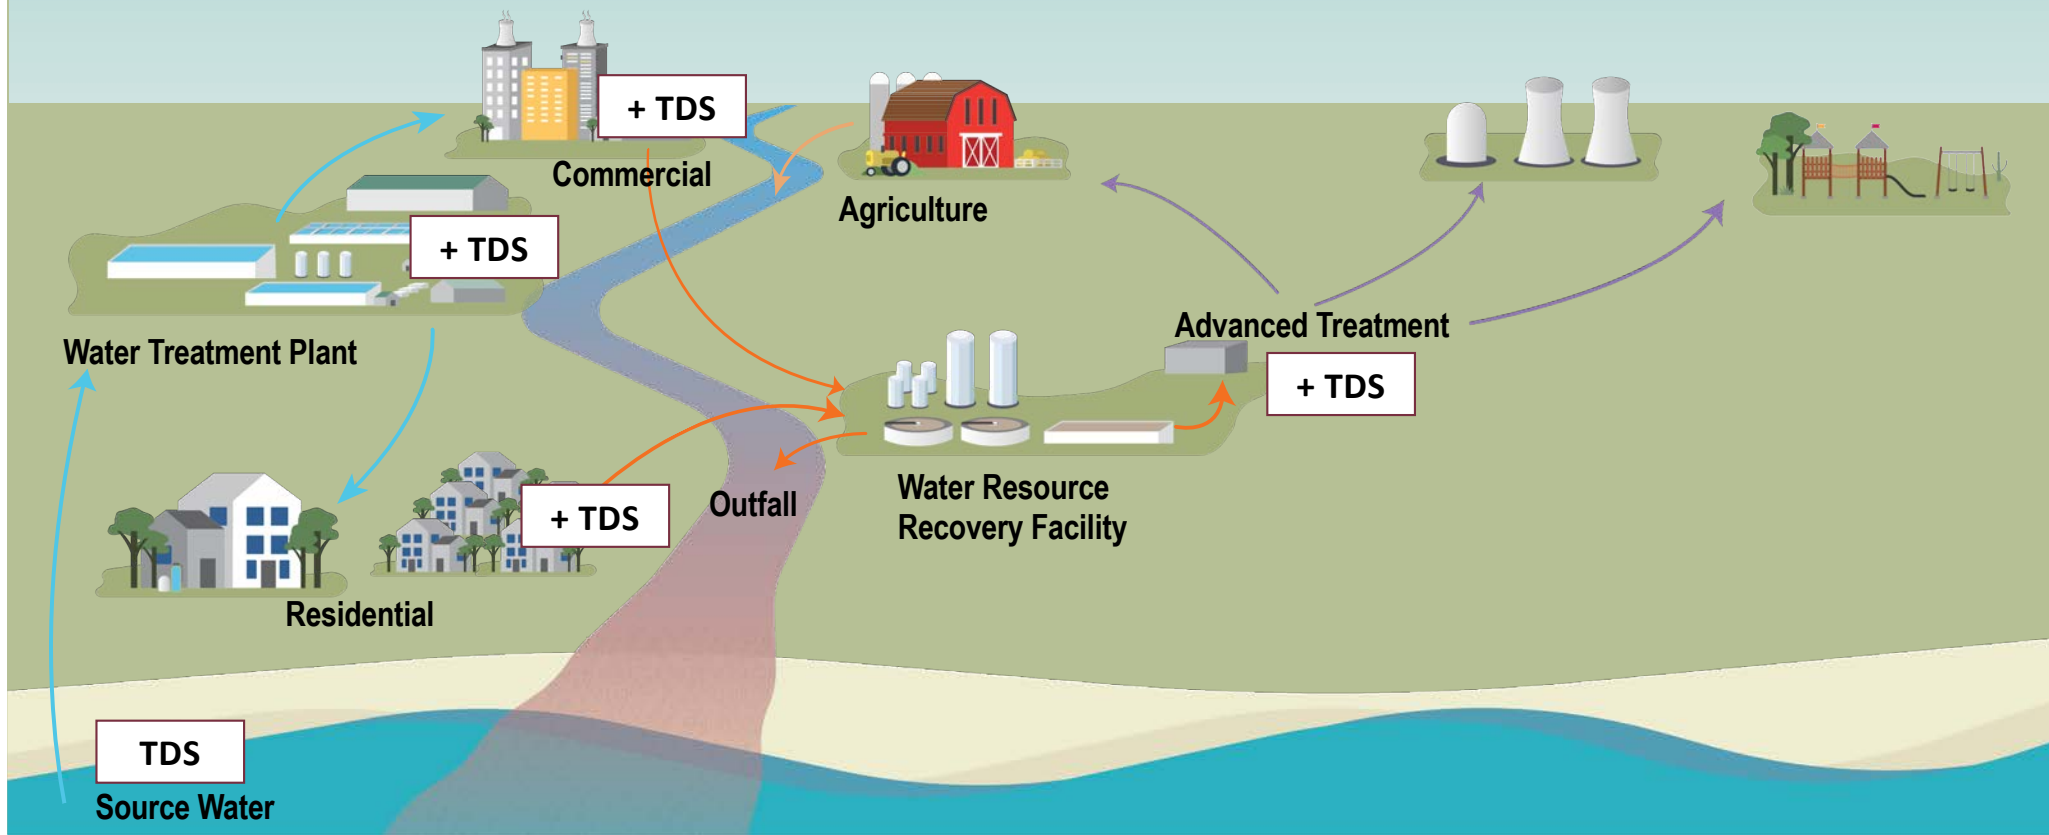 + TDS
Commercial
Agriculture
+ TDS
Water Treatment Plant
Advanced Treatment
+ TDS
+ TDS
Outfall
Water Resource
Recovery Facility
Residential
TDS
Source Water